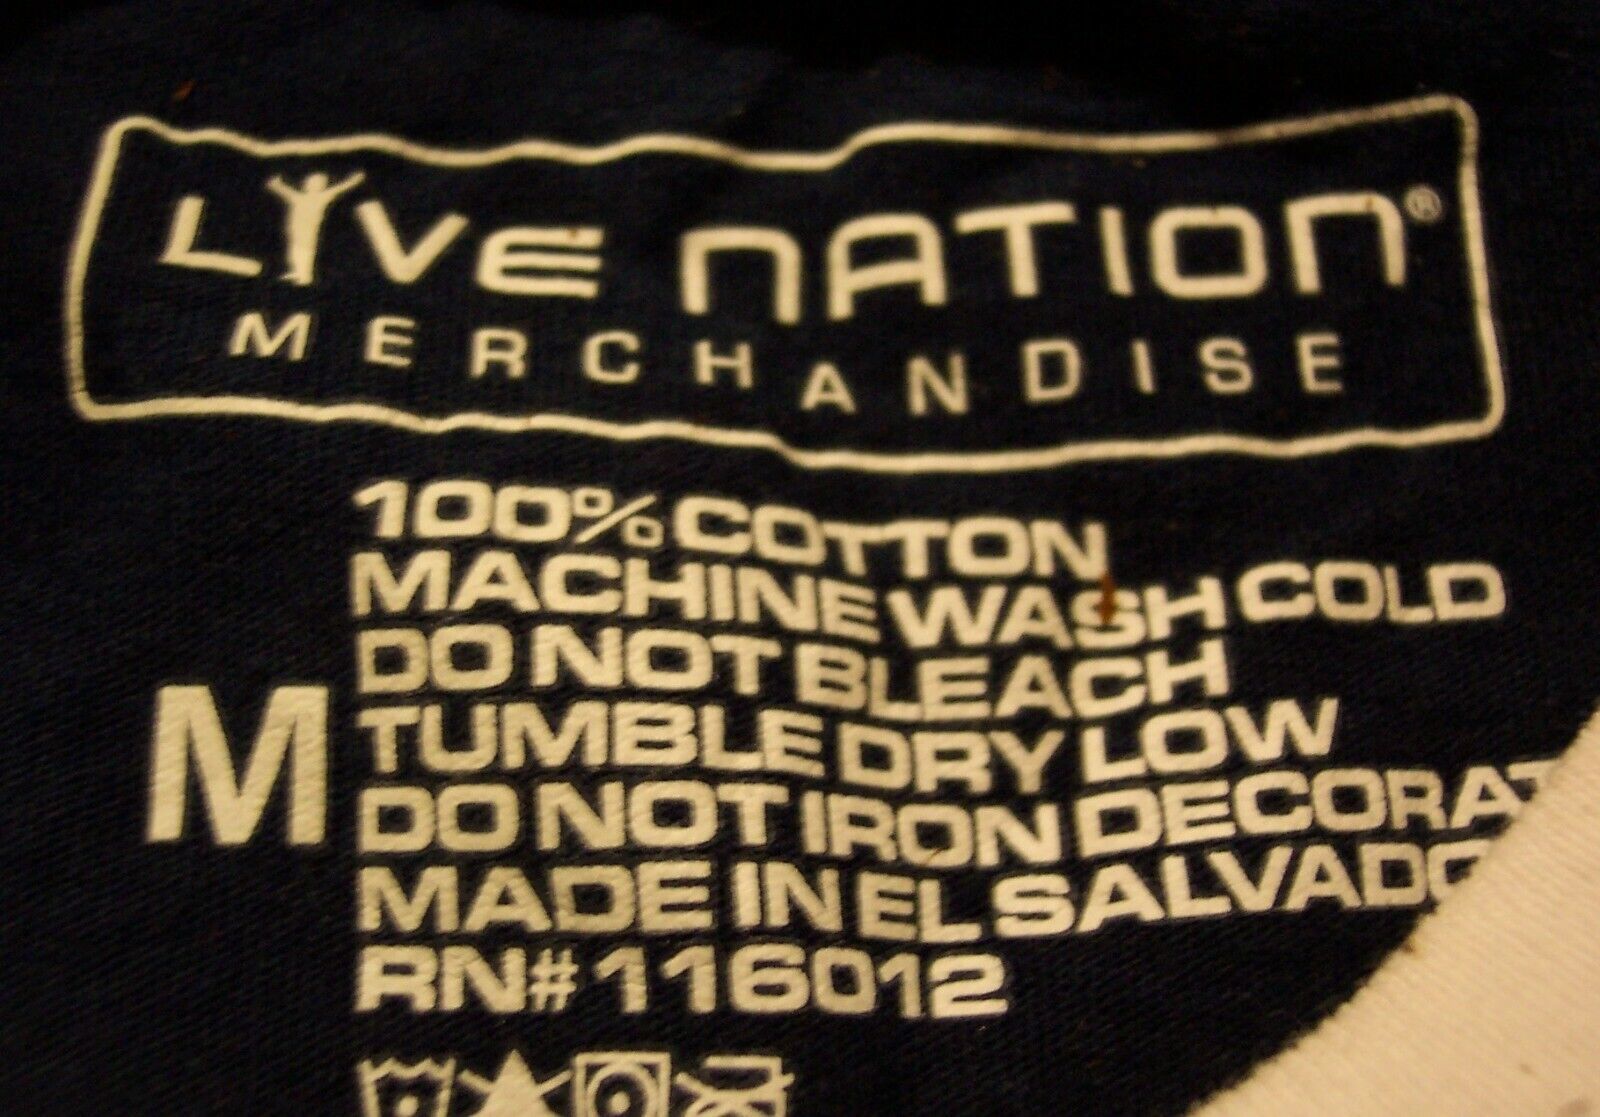 LIVE NATION®
MERCHANDISE
100% COTTON
MACHINE WASH COLD
DO NOT BLEACH
TUMBLE DRY LOW
M
DO NOT IRON DECORAT
MADE IN EL SALVADO
RN# 116012